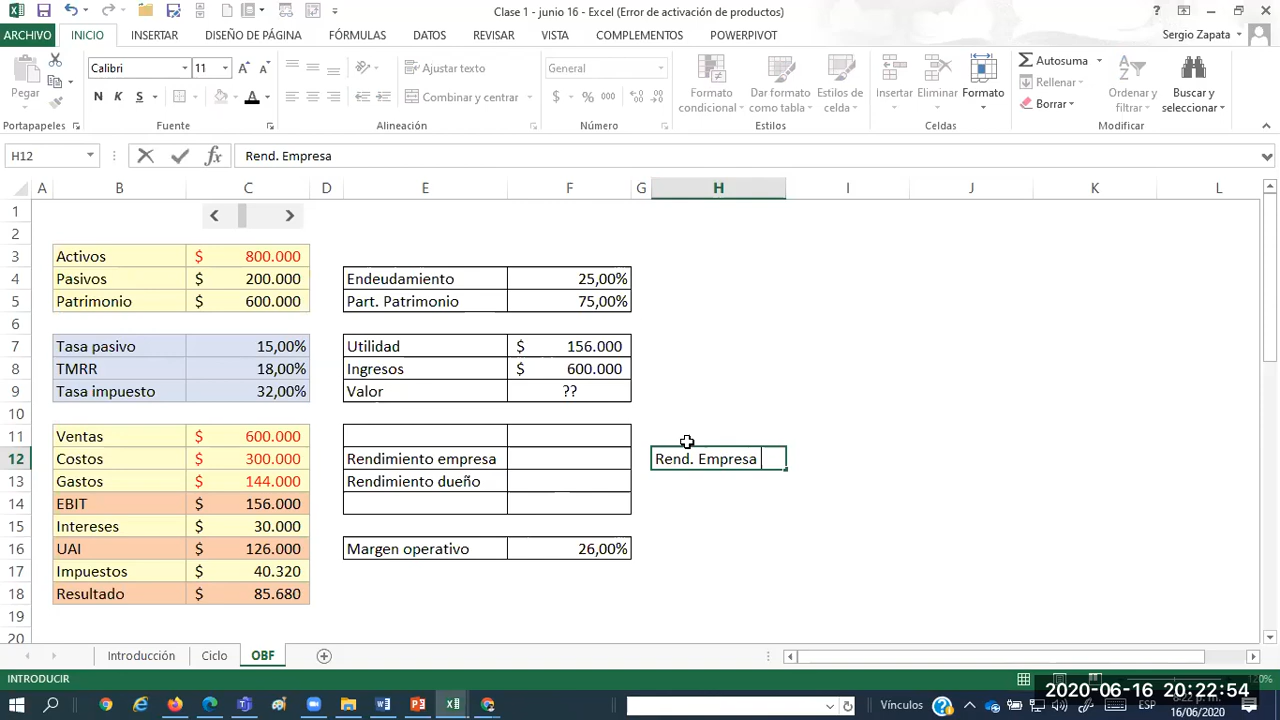 Clase 1 - junio 16 - Excel (Error de activación de productos)
ARCHIVO INICIO INSERTAR DISEÑO DE PÁGINA FÓRMULAS DATOS REVISAR VISTA COMPLEMENTOS POWERPIVOT Sergio Zapata
Calibri 11 Ajustar texto General Autosuma
Pegar N K S Combinar y centrar $ % 000 Formato condicional Dar formato como tabla Estilos de celda Insertar Eliminar Formato Rellenar Borrar Ordenar y filtrar Buscar y seleccionar
Portapapeles Fuente Alineación Número Estilos Celdas Modificar
H12 fx Rend. Empresa
A B C D E F G H I J K L
1
2
3 Activos $ 800.000
4 Pasivos $ 200.000 Endeudamiento 25,00%
5 Patrimonio $ 600.000 Part. Patrimonio 75,00%
6
7 Tasa pasivo 15,00% Utilidad $ 156.000
8 TMRR 18,00% Ingresos $ 600.000
9 Tasa impuesto 32,00% Valor ??
10
11 Ventas $ 600.000
12 Costos $ 300.000 Rendimiento empresa Rend. Empresa
13 Gastos $ 144.000 Rendimiento dueño
14 EBIT $ 156.000
15 Intereses $ 30.000
16 UAI $ 126.000 Margen operativo 26,00%
17 Impuestos $ 40.320
18 Resultado $ 85.680
19
20
Introducción Ciclo OBF
INTRODUCIR
2020-06-16 20:22:54
Vínculos ESP
16/06/2020